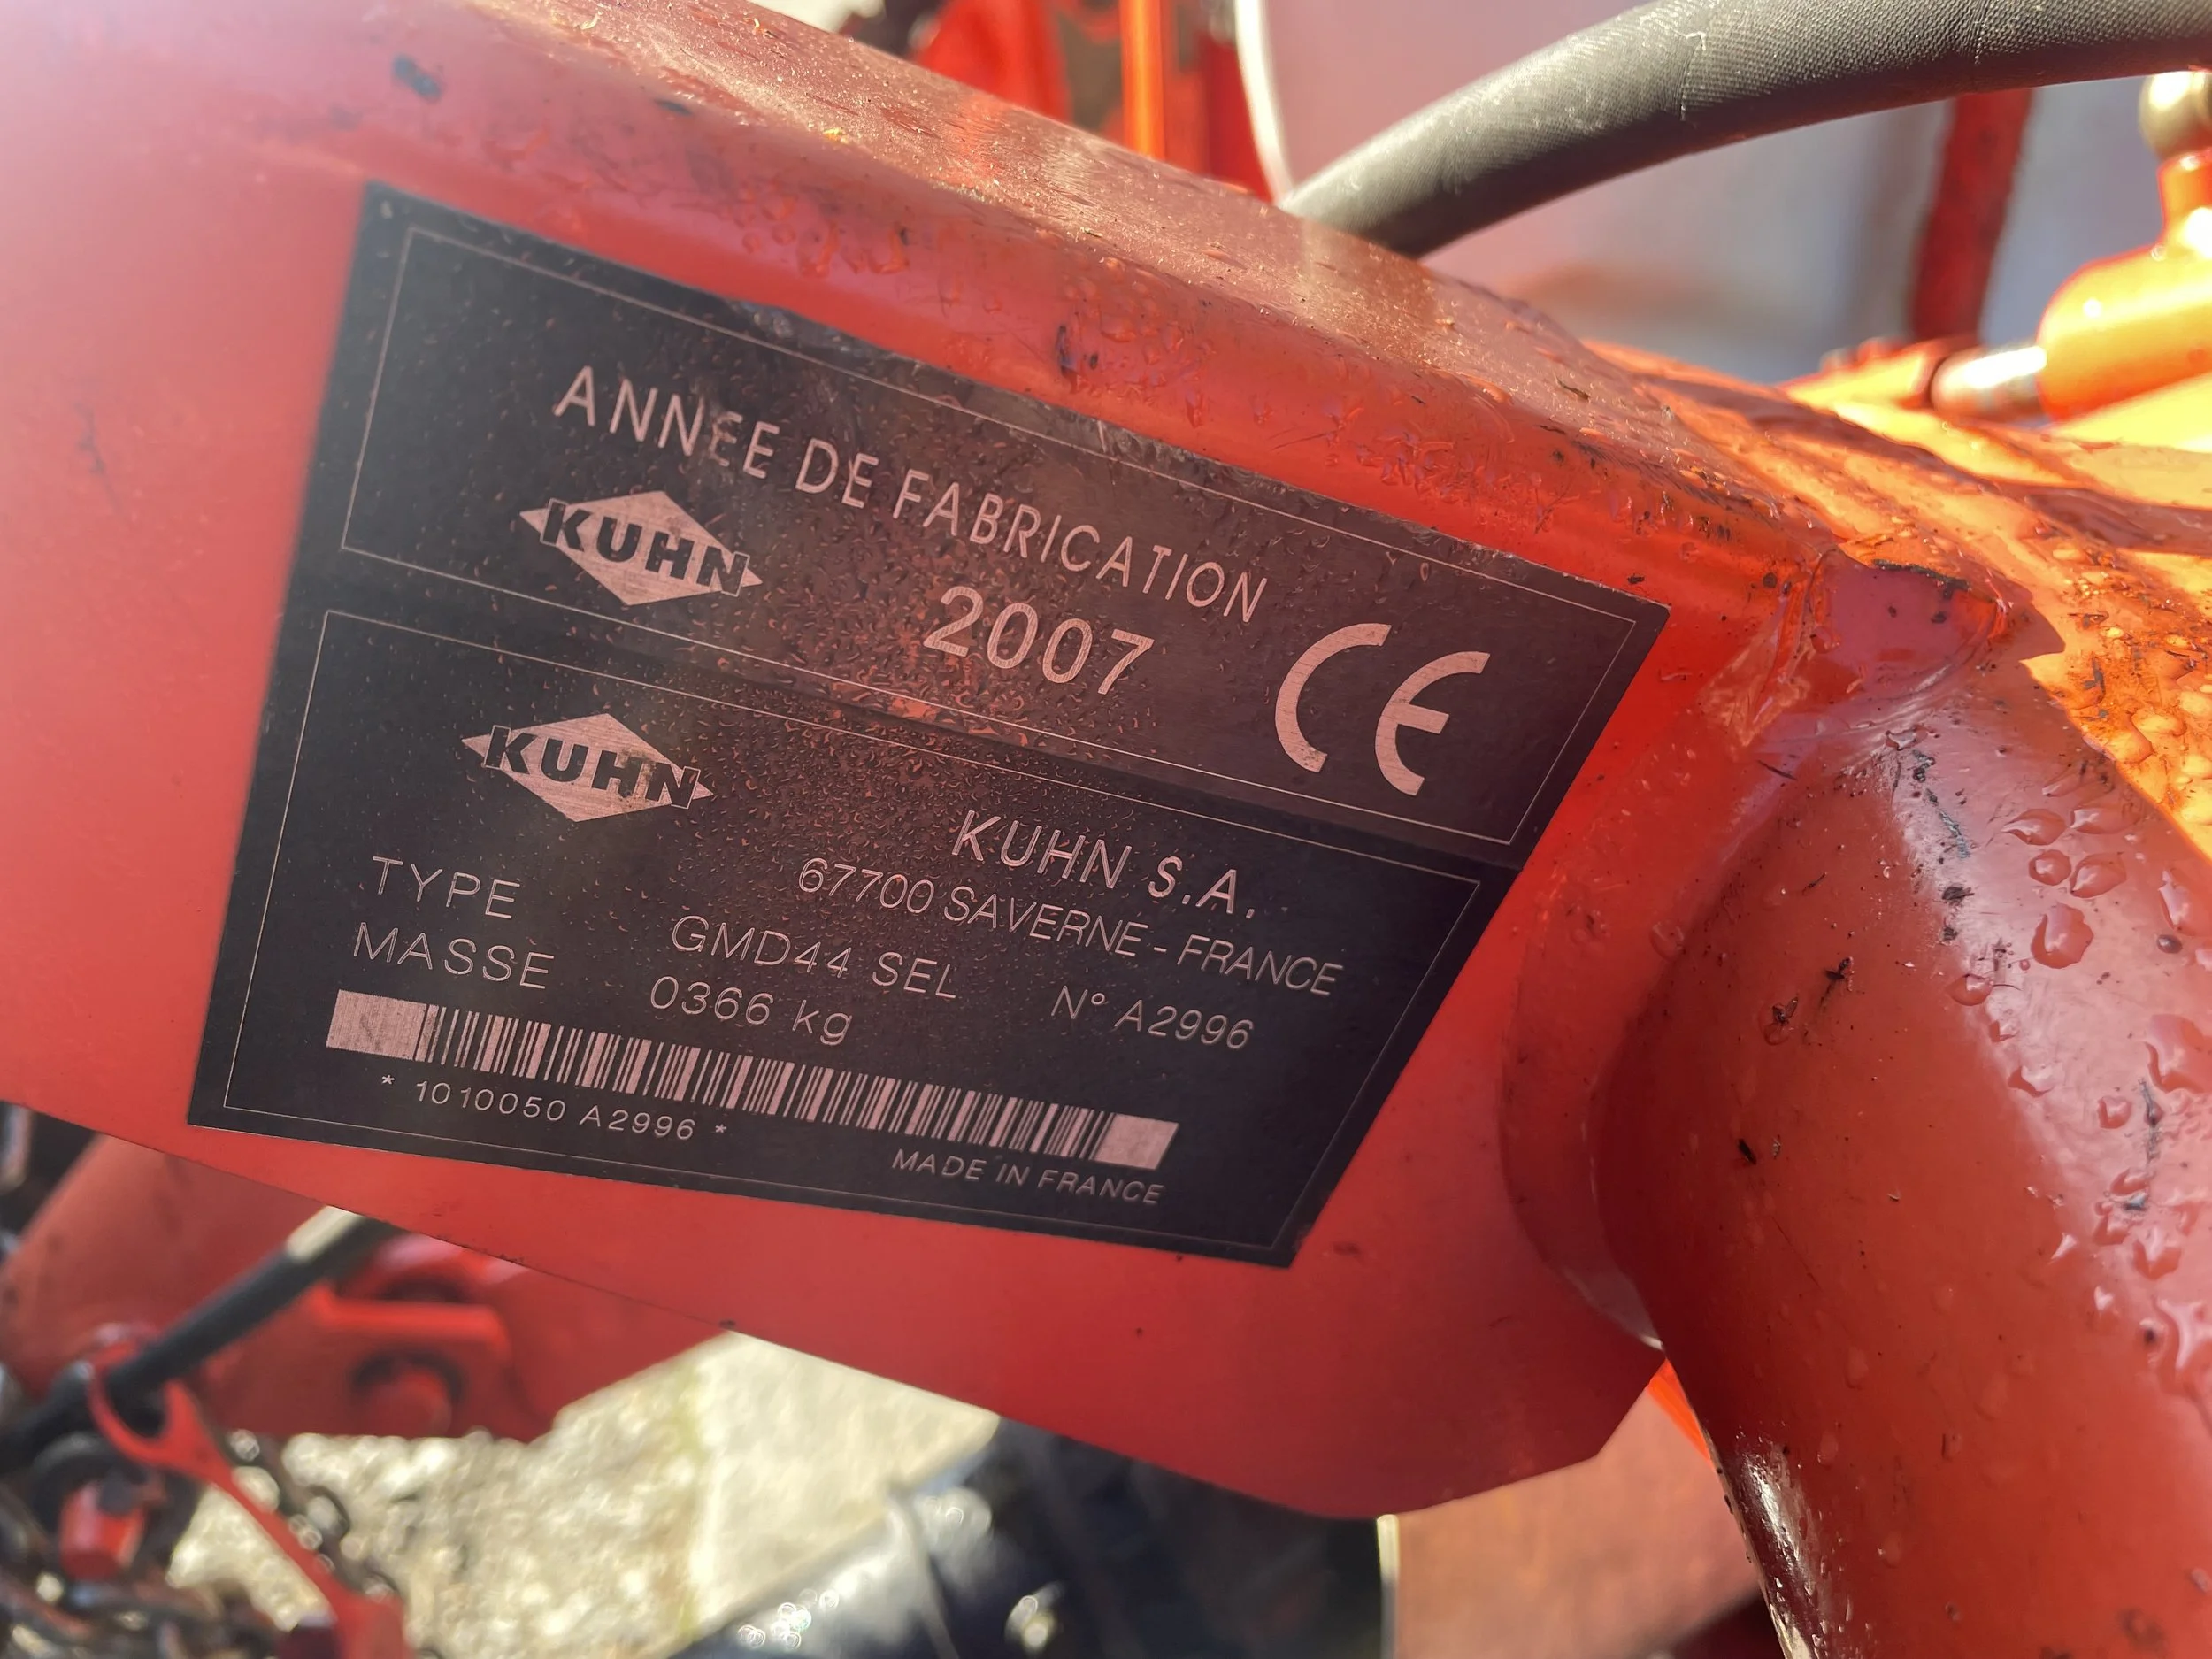 ANNEE DE FABRICATION
KUHN
2007
CE
KUHN
KUHN S.A.
67700 SAVERNE - FRANCE
TYPE GMD44 SEL N° A2996
MASSE 0366 kg
* 1010050 A2996 *
MADE IN FRANCE